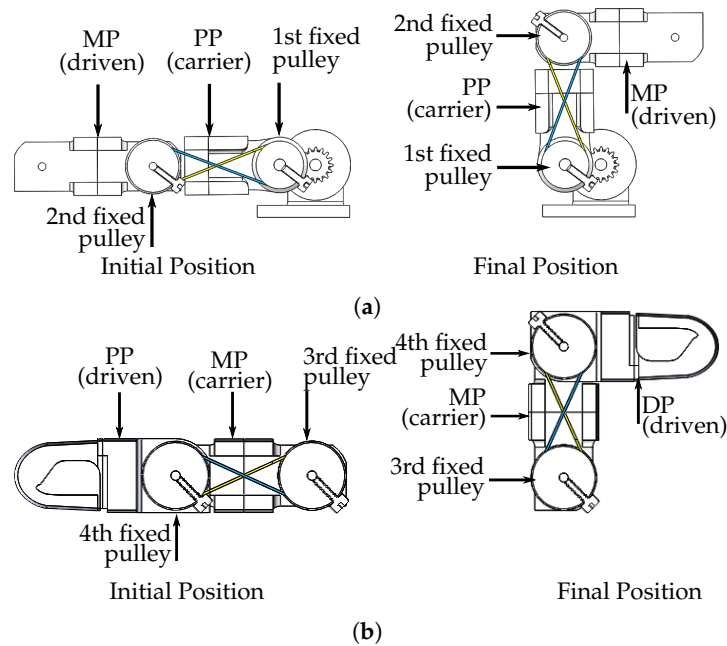 MP
(driven)
PP
(carrier)
1st fixed
pulley
2nd fixed
pulley
Initial Position
2nd fixed
pulley
PP
(carrier)
MP
(driven)
1st fixed
pulley
Final Position
(a)
PP
(driven)
MP
(carrier)
3rd fixed
pulley
4th fixed
pulley
Initial Position
4th fixed
pulley
MP
(carrier)
DP
(driven)
3rd fixed
pulley
Final Position
(b)